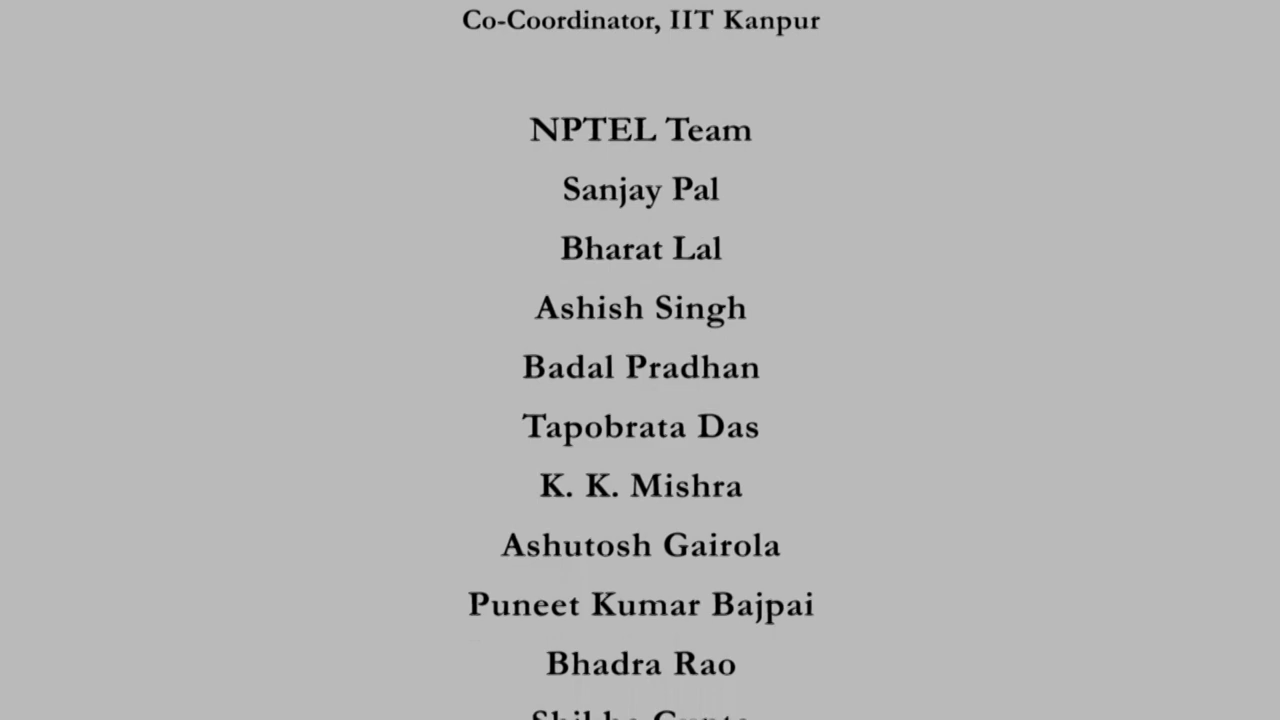 Co-Coordinator, IIT Kanpur
NPTEL Team
Sanjay Pal
Bharat Lal
Ashish Singh
Badal Pradhan
Tapobrata Das
K. K. Mishra
Ashutosh Gairola
Puneet Kumar Bajpai
Bhadra Rao